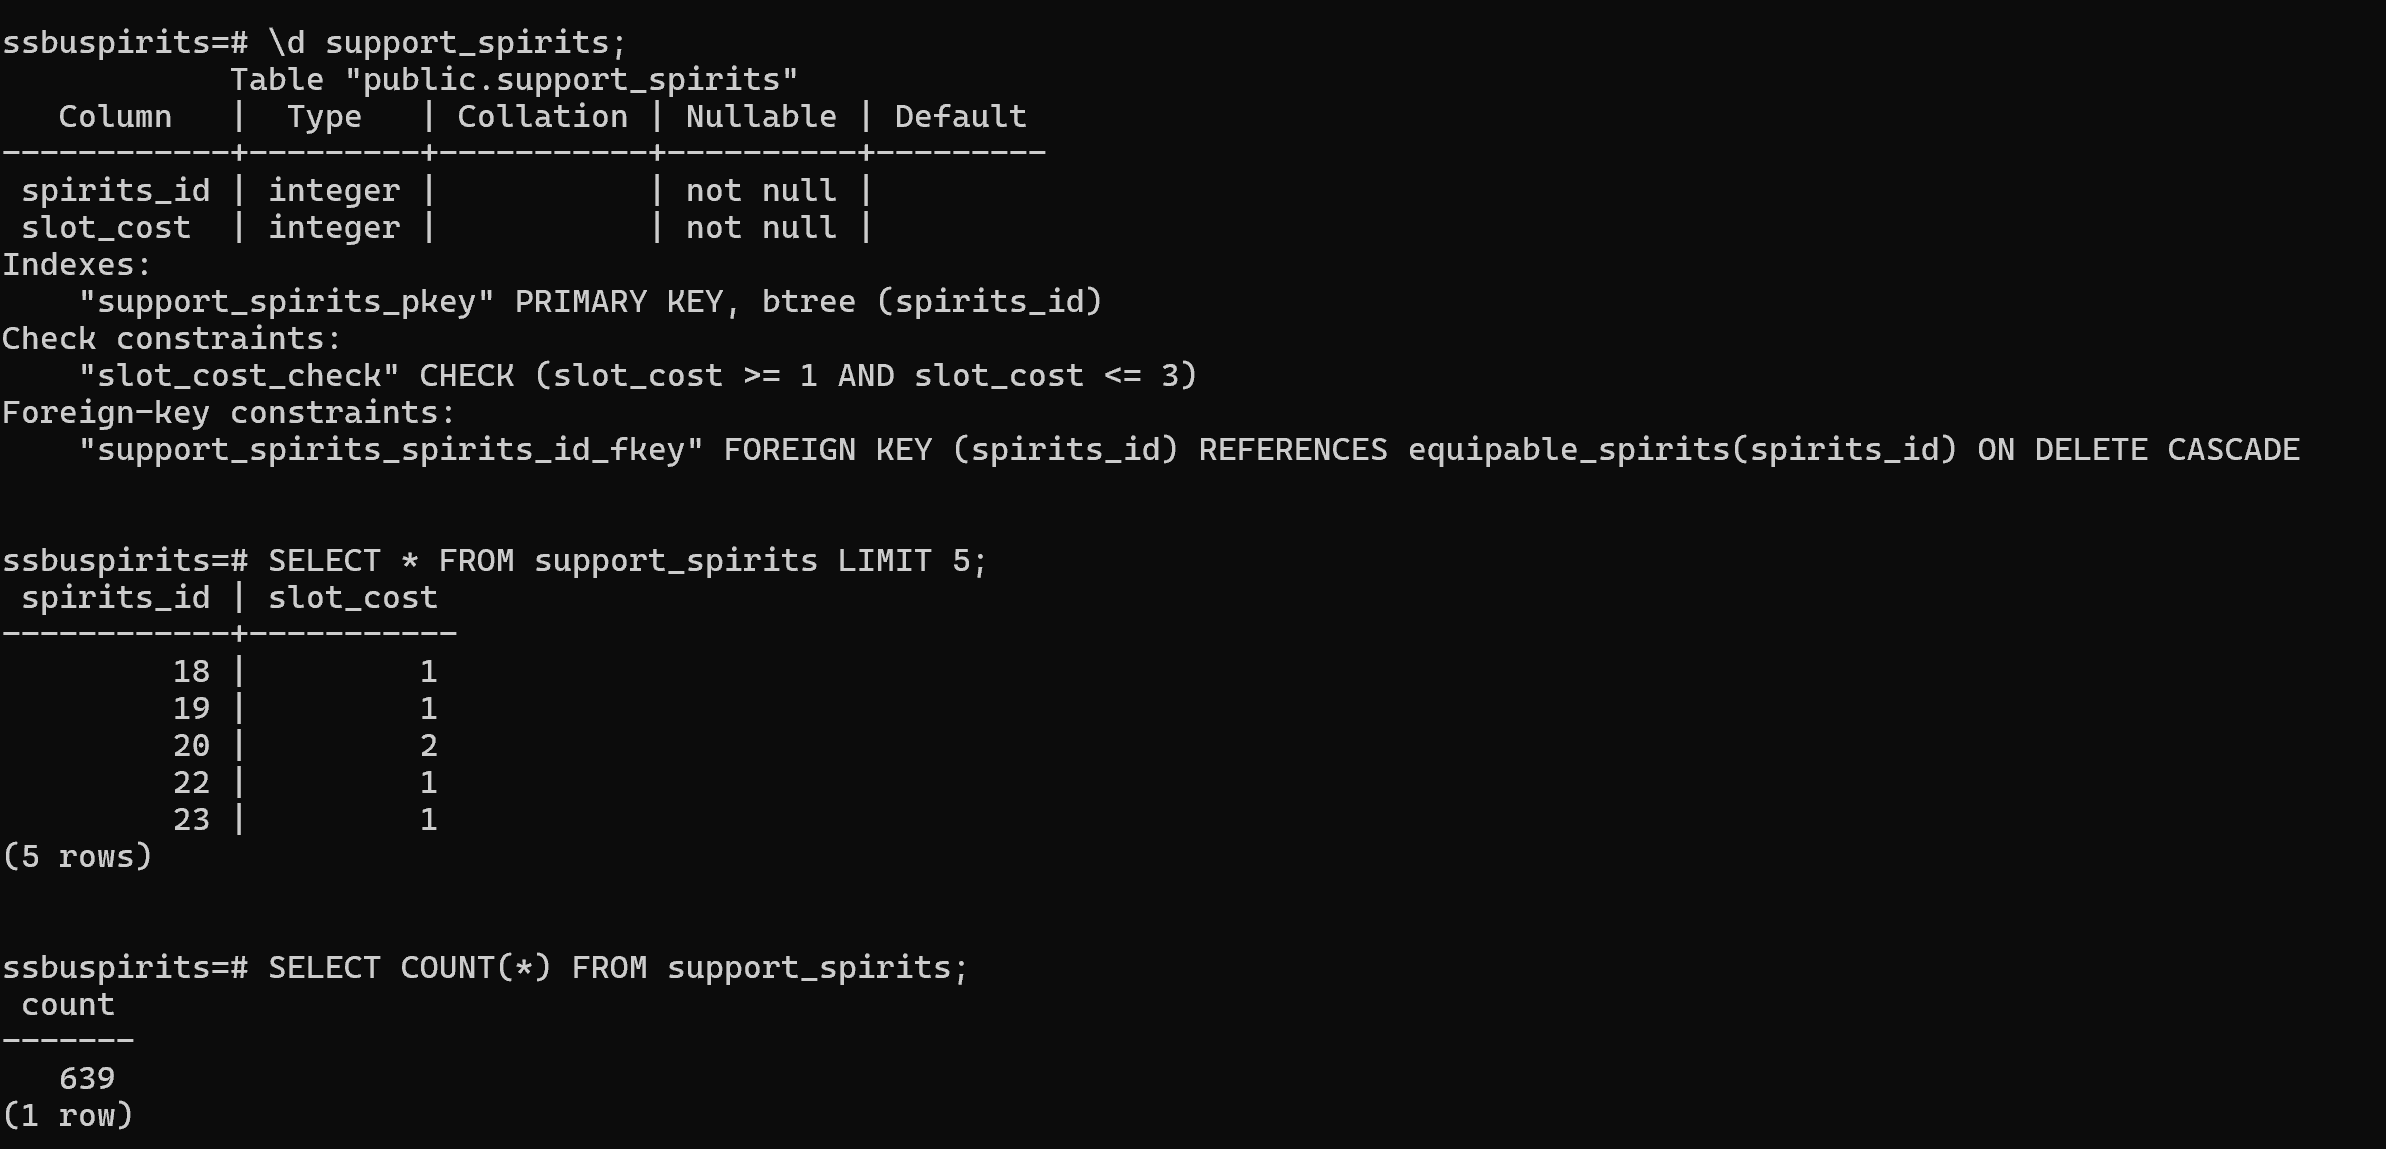 ssbuspirits=# \d support_spirits;
            Table "public.support_spirits"
   Column   |  Type   | Collation | Nullable | Default
------------+---------+-----------+----------+---------
 spirits_id | integer |           | not null |
 slot_cost  | integer |           | not null |
Indexes:
    "support_spirits_pkey" PRIMARY KEY, btree (spirits_id)
Check constraints:
    "slot_cost_check" CHECK (slot_cost >= 1 AND slot_cost <= 3)
Foreign-key constraints:
    "support_spirits_spirits_id_fkey" FOREIGN KEY (spirits_id) REFERENCES equipable_spirits(spirits_id) ON DELETE CASCADE
ssbuspirits=# SELECT * FROM support_spirits LIMIT 5;
 spirits_id | slot_cost
------------+-----------
         18 |         1
         19 |         1
         20 |         2
         22 |         1
         23 |         1
(5 rows)
ssbuspirits=# SELECT COUNT(*) FROM support_spirits;
 count
-------
   639
(1 row)